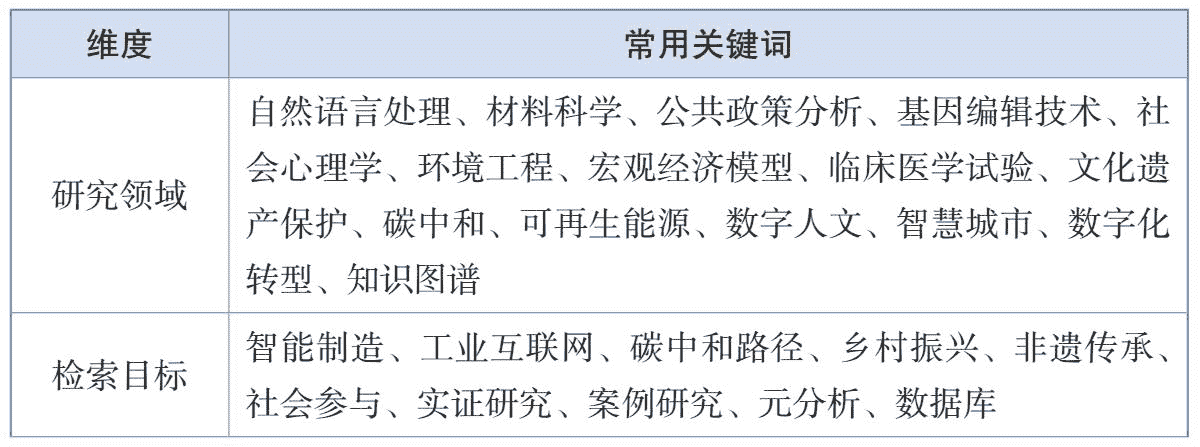 维度
常用关键词
研究领域
自然语言处理、材料科学、公共政策分析、基因编辑技术、社
会心理学、环境工程、宏观经济模型、临床医学试验、文化遗
产保护、碳中和、可再生能源、数字人文、智慧城市、数字化
转型、知识图谱
检索目标
智能制造、工业互联网、碳中和路径、乡村振兴、非遗传承、
社会参与、实证研究、案例研究、元分析、数据库